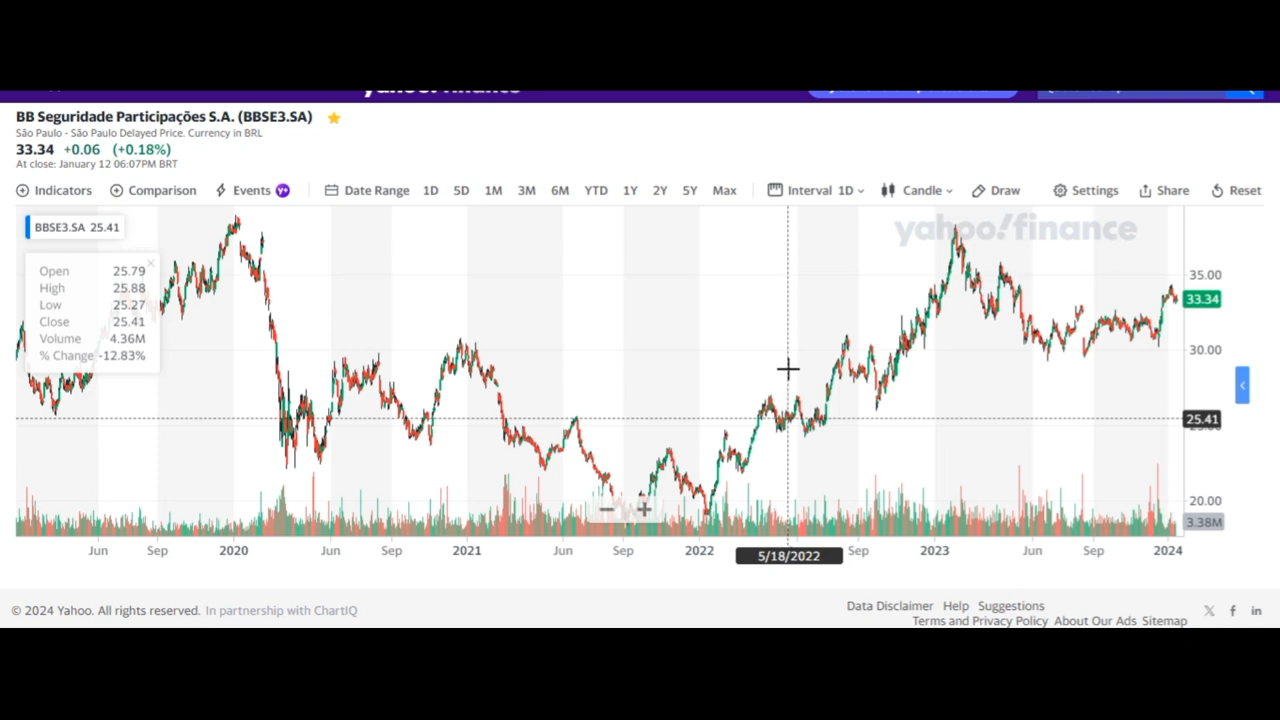 BB Seguridade Participações S.A. (BBSE3.SA)
São Paulo - São Paulo Delayed Price. Currency in BRL
33.34 +0.06 (+0.18%)
At close: January 12 06:07PM BRT
Indicators Comparison Events Y+ Date Range 1D 5D 1M 3M 6M YTD 1Y 2Y 5Y Max Interval 1D Candle Draw Settings Share Reset
BBSE3.SA 25.41
yahoo!finance
Open 25.79
High 25.88
Low 25.27
Close 25.41
Volume 4.36M
% Change -12.83%
35.00
33.34
30.00
25.41
20.00
3.38M
Jun Sep 2020 Jun Sep 2021 Jun Sep 2022 5/18/2022 Sep 2023 Jun Sep 2024
© 2024 Yahoo. All rights reserved. In partnership with ChartIQ
Data Disclaimer Help Suggestions
Terms and Privacy Policy About Our Ads Sitemap